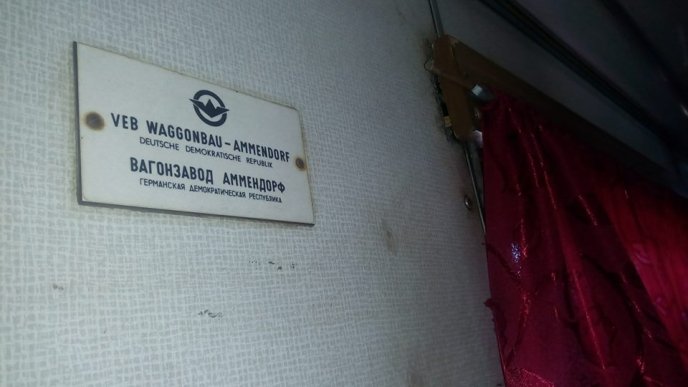 VEB WAGGONBAU-AMMENDORF
DEUTSCHE DEMOKRATISCHE REPUBLIK
ВАГОНЗАВОД АММЕНДОРФ
ГЕРМАНСКАЯ ДЕМОКРАТИЧЕСКАЯ РЕСПУБЛИКА